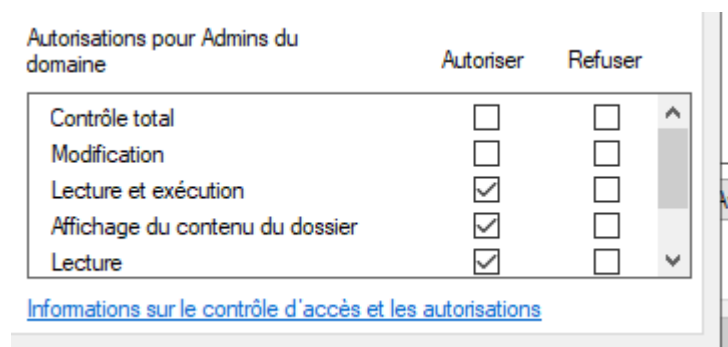 Autorisations pour Admins du
domaine
Autoriser Refuser
Contrôle total
Modification
Lecture et exécution
Affichage du contenu du dossier
Lecture
Informations sur le contrôle d'accès et les autorisations